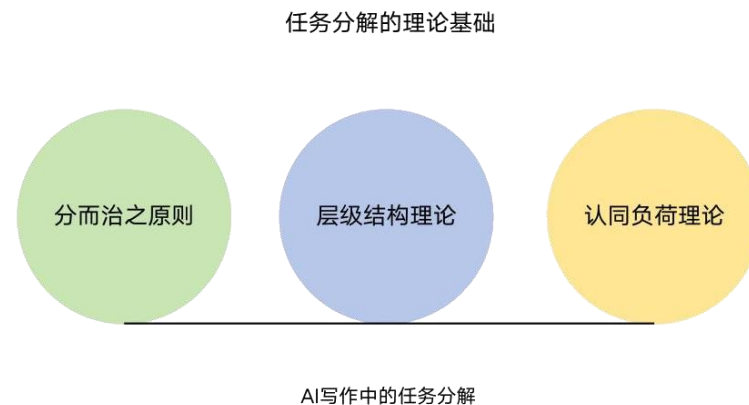 任务分解的理论基础
分而治之原则
层级结构理论
认同负荷理论
AI写作中的任务分解